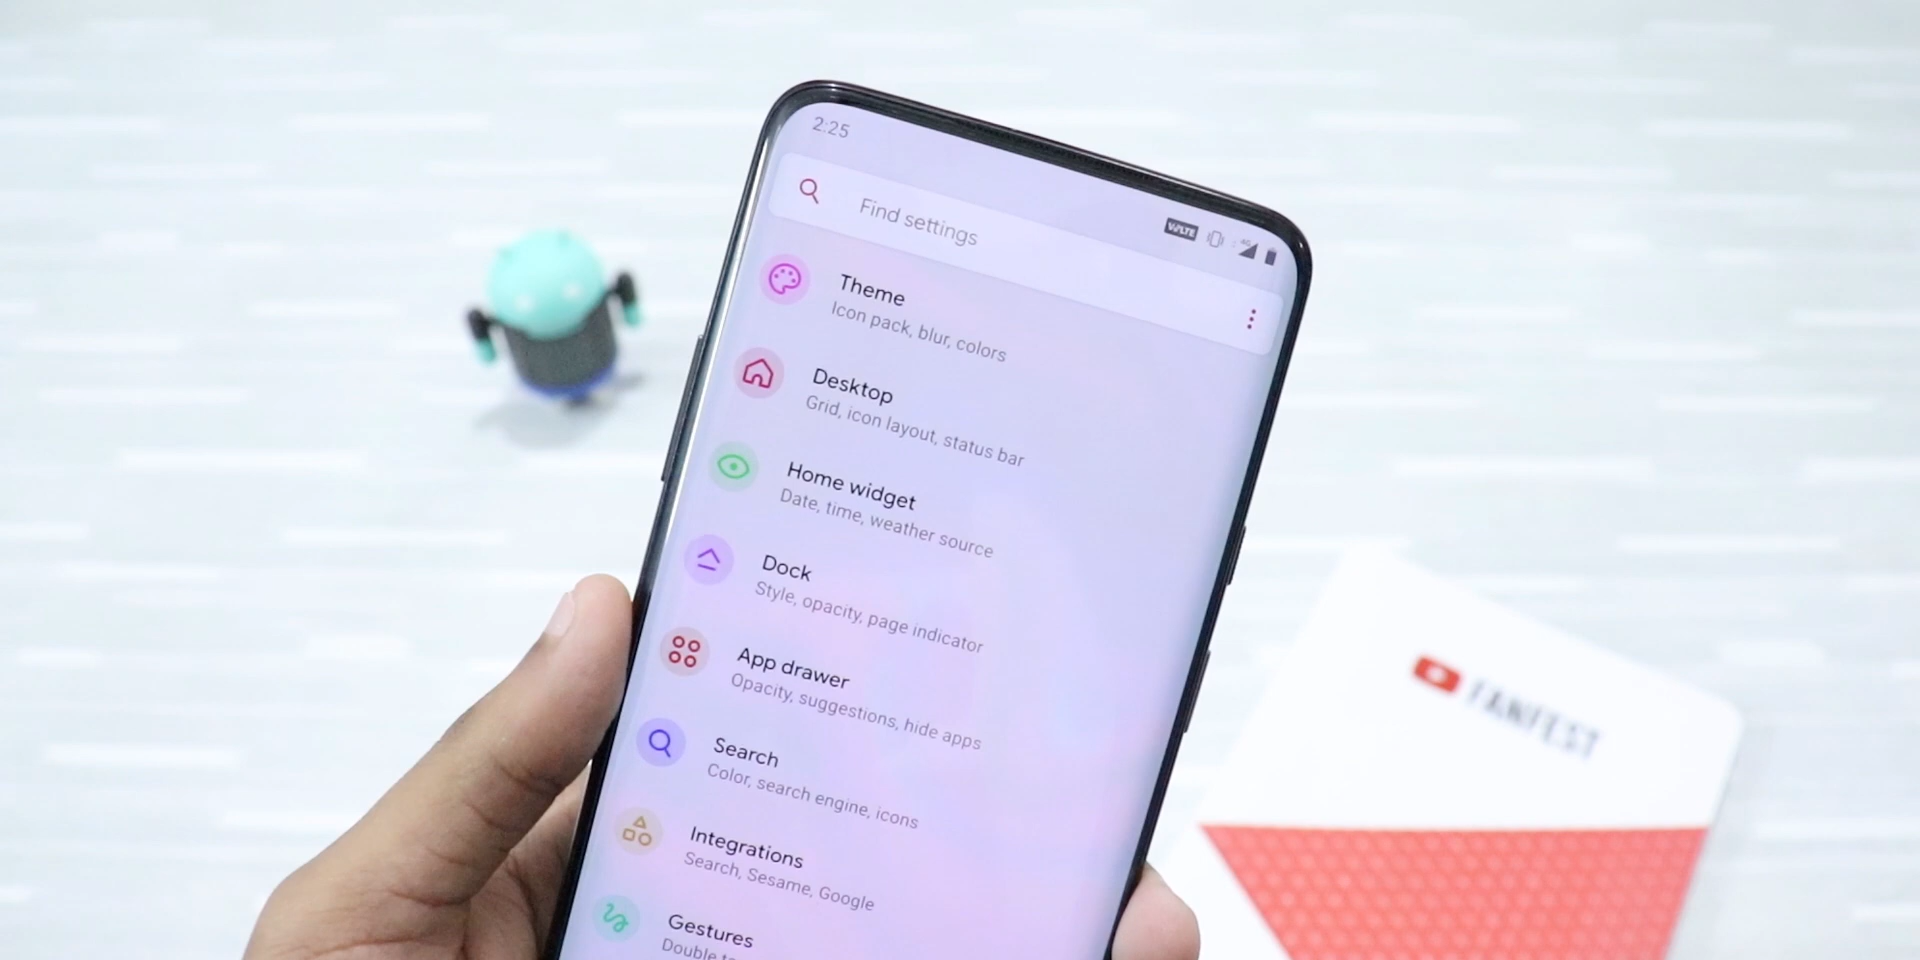 2:25
VoLTE
4G
Find settings
Theme
Icon pack, blur, colors
Desktop
Grid, icon layout, status bar
Home widget
Date, time, weather source
Dock
Style, opacity, page indicator
App drawer
Opacity, suggestions, hide apps
Search
Color, search engine, icons
Integrations
Search, Sesame, Google
Gestures
Double
FANFEST